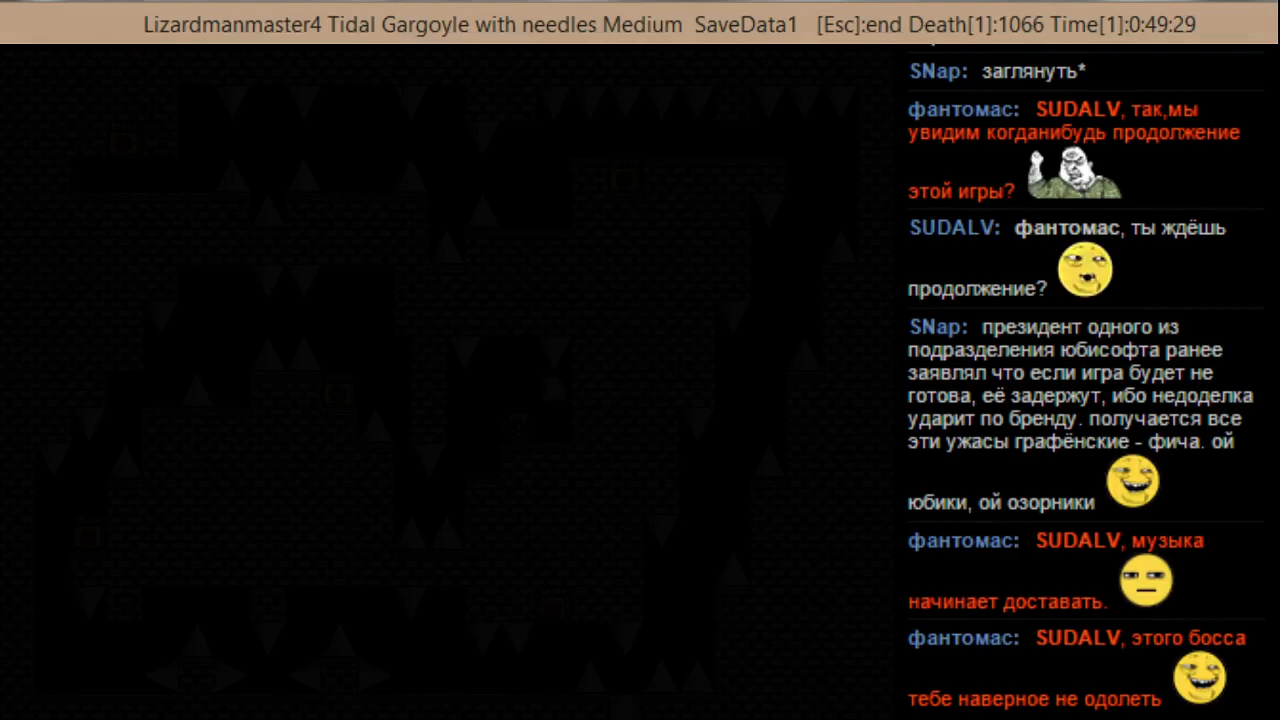 Lizardmanmaster4 Tidal Gargoyle with needles Medium  SaveData1   [Esc]:end Death[1]:1066 Time[1]:0:49:29
SNap: заглянуть*
фантомас: SUDALV, так,мы
увидим когданибудь продолжение
этой игры?
SUDALV: фантомас, ты ждёшь
продолжение?
SNap: президент одного из
подразделения юбисофта ранее
заявлял что если игра будет не
готова, её задержут, ибо недоделка
ударит по бренду. получается все
эти ужасы графёнские - фича. ой
юбики, ой озорники
фантомас: SUDALV, музыка
начинает доставать.
фантомас: SUDALV, этого босса
тебе наверное не одолеть